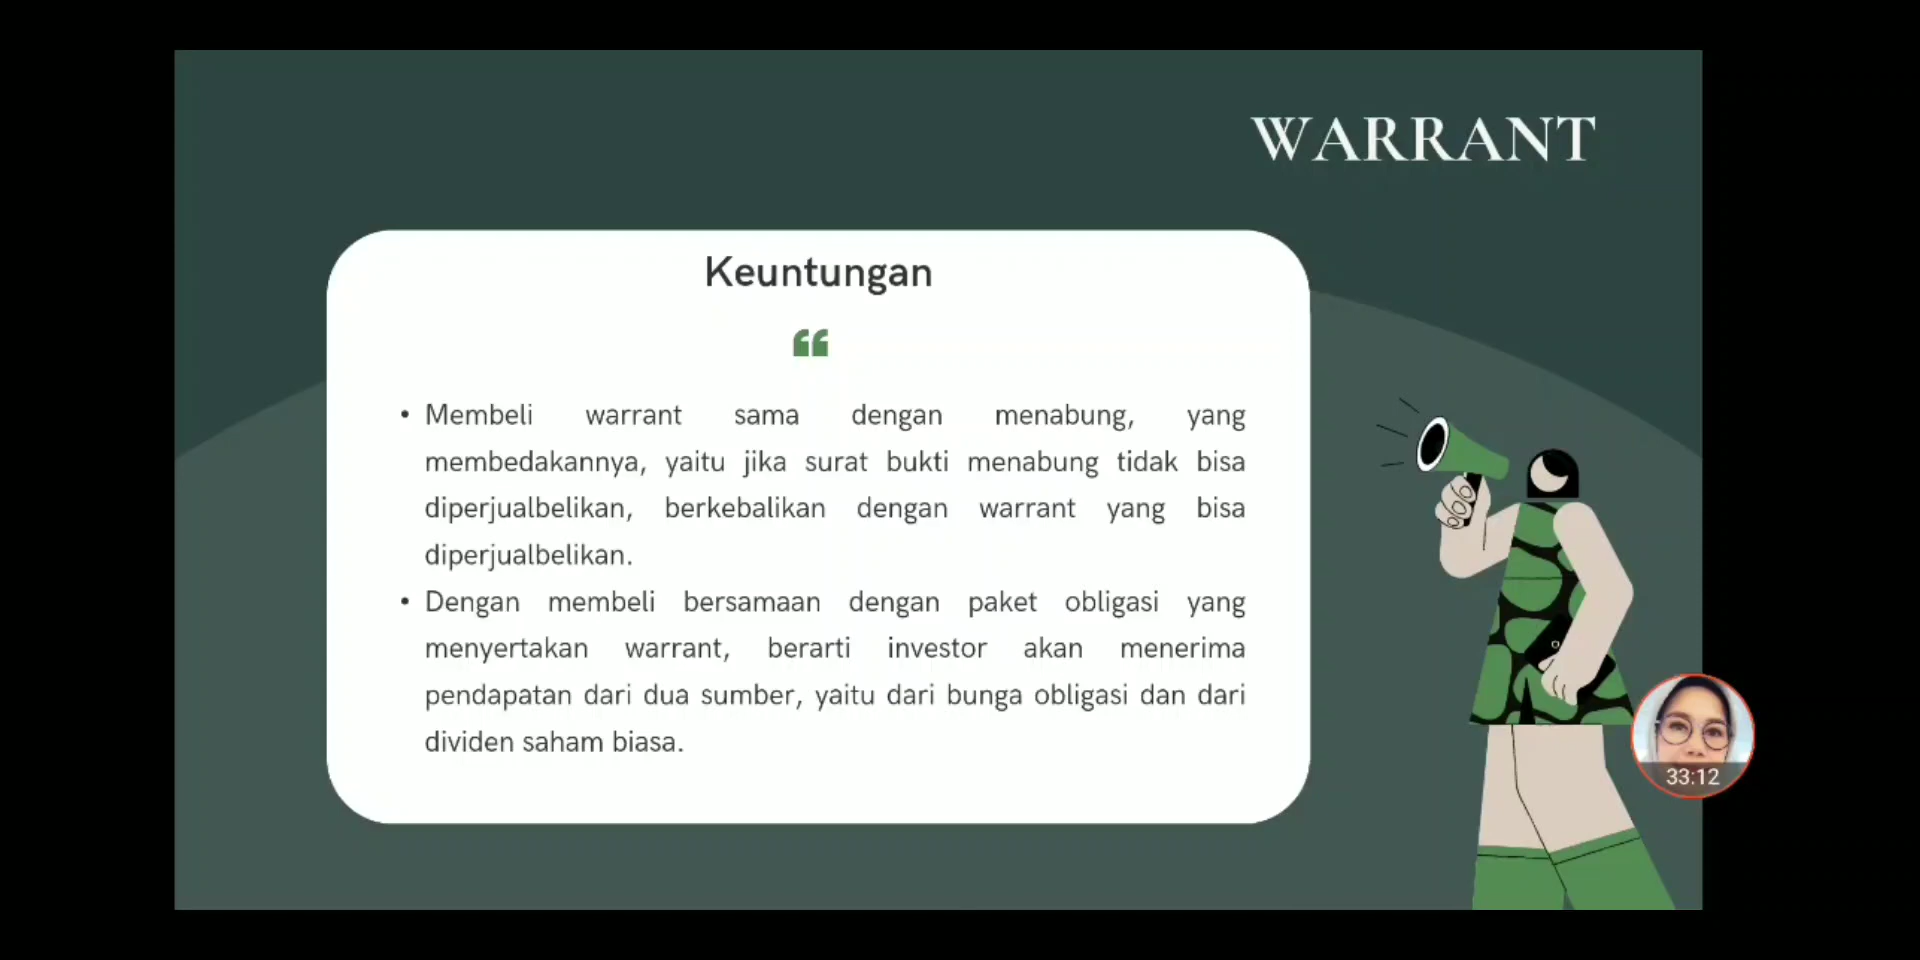 WARRANT
Keuntungan
“
• Membeli warrant sama dengan menabung, yang
membedakannya, yaitu jika surat bukti menabung tidak bisa
diperjualbelikan, berkebalikan dengan warrant yang bisa
diperjualbelikan.
• Dengan membeli bersamaan dengan paket obligasi yang
menyertakan warrant, berarti investor akan menerima
pendapatan dari dua sumber, yaitu dari bunga obligasi dan dari
dividen saham biasa.
33:12